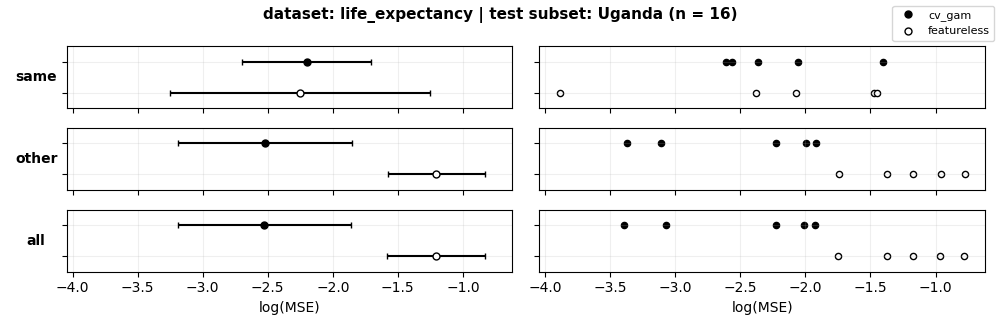 dataset: life_expectancy | test subset: Uganda (n = 16)
cv_gam
featureless
same
other
all
−4.0 −3.5 −3.0 −2.5 −2.0 −1.5 −1.0
−4.0 −3.5 −3.0 −2.5 −2.0 −1.5 −1.0
log(MSE)
log(MSE)